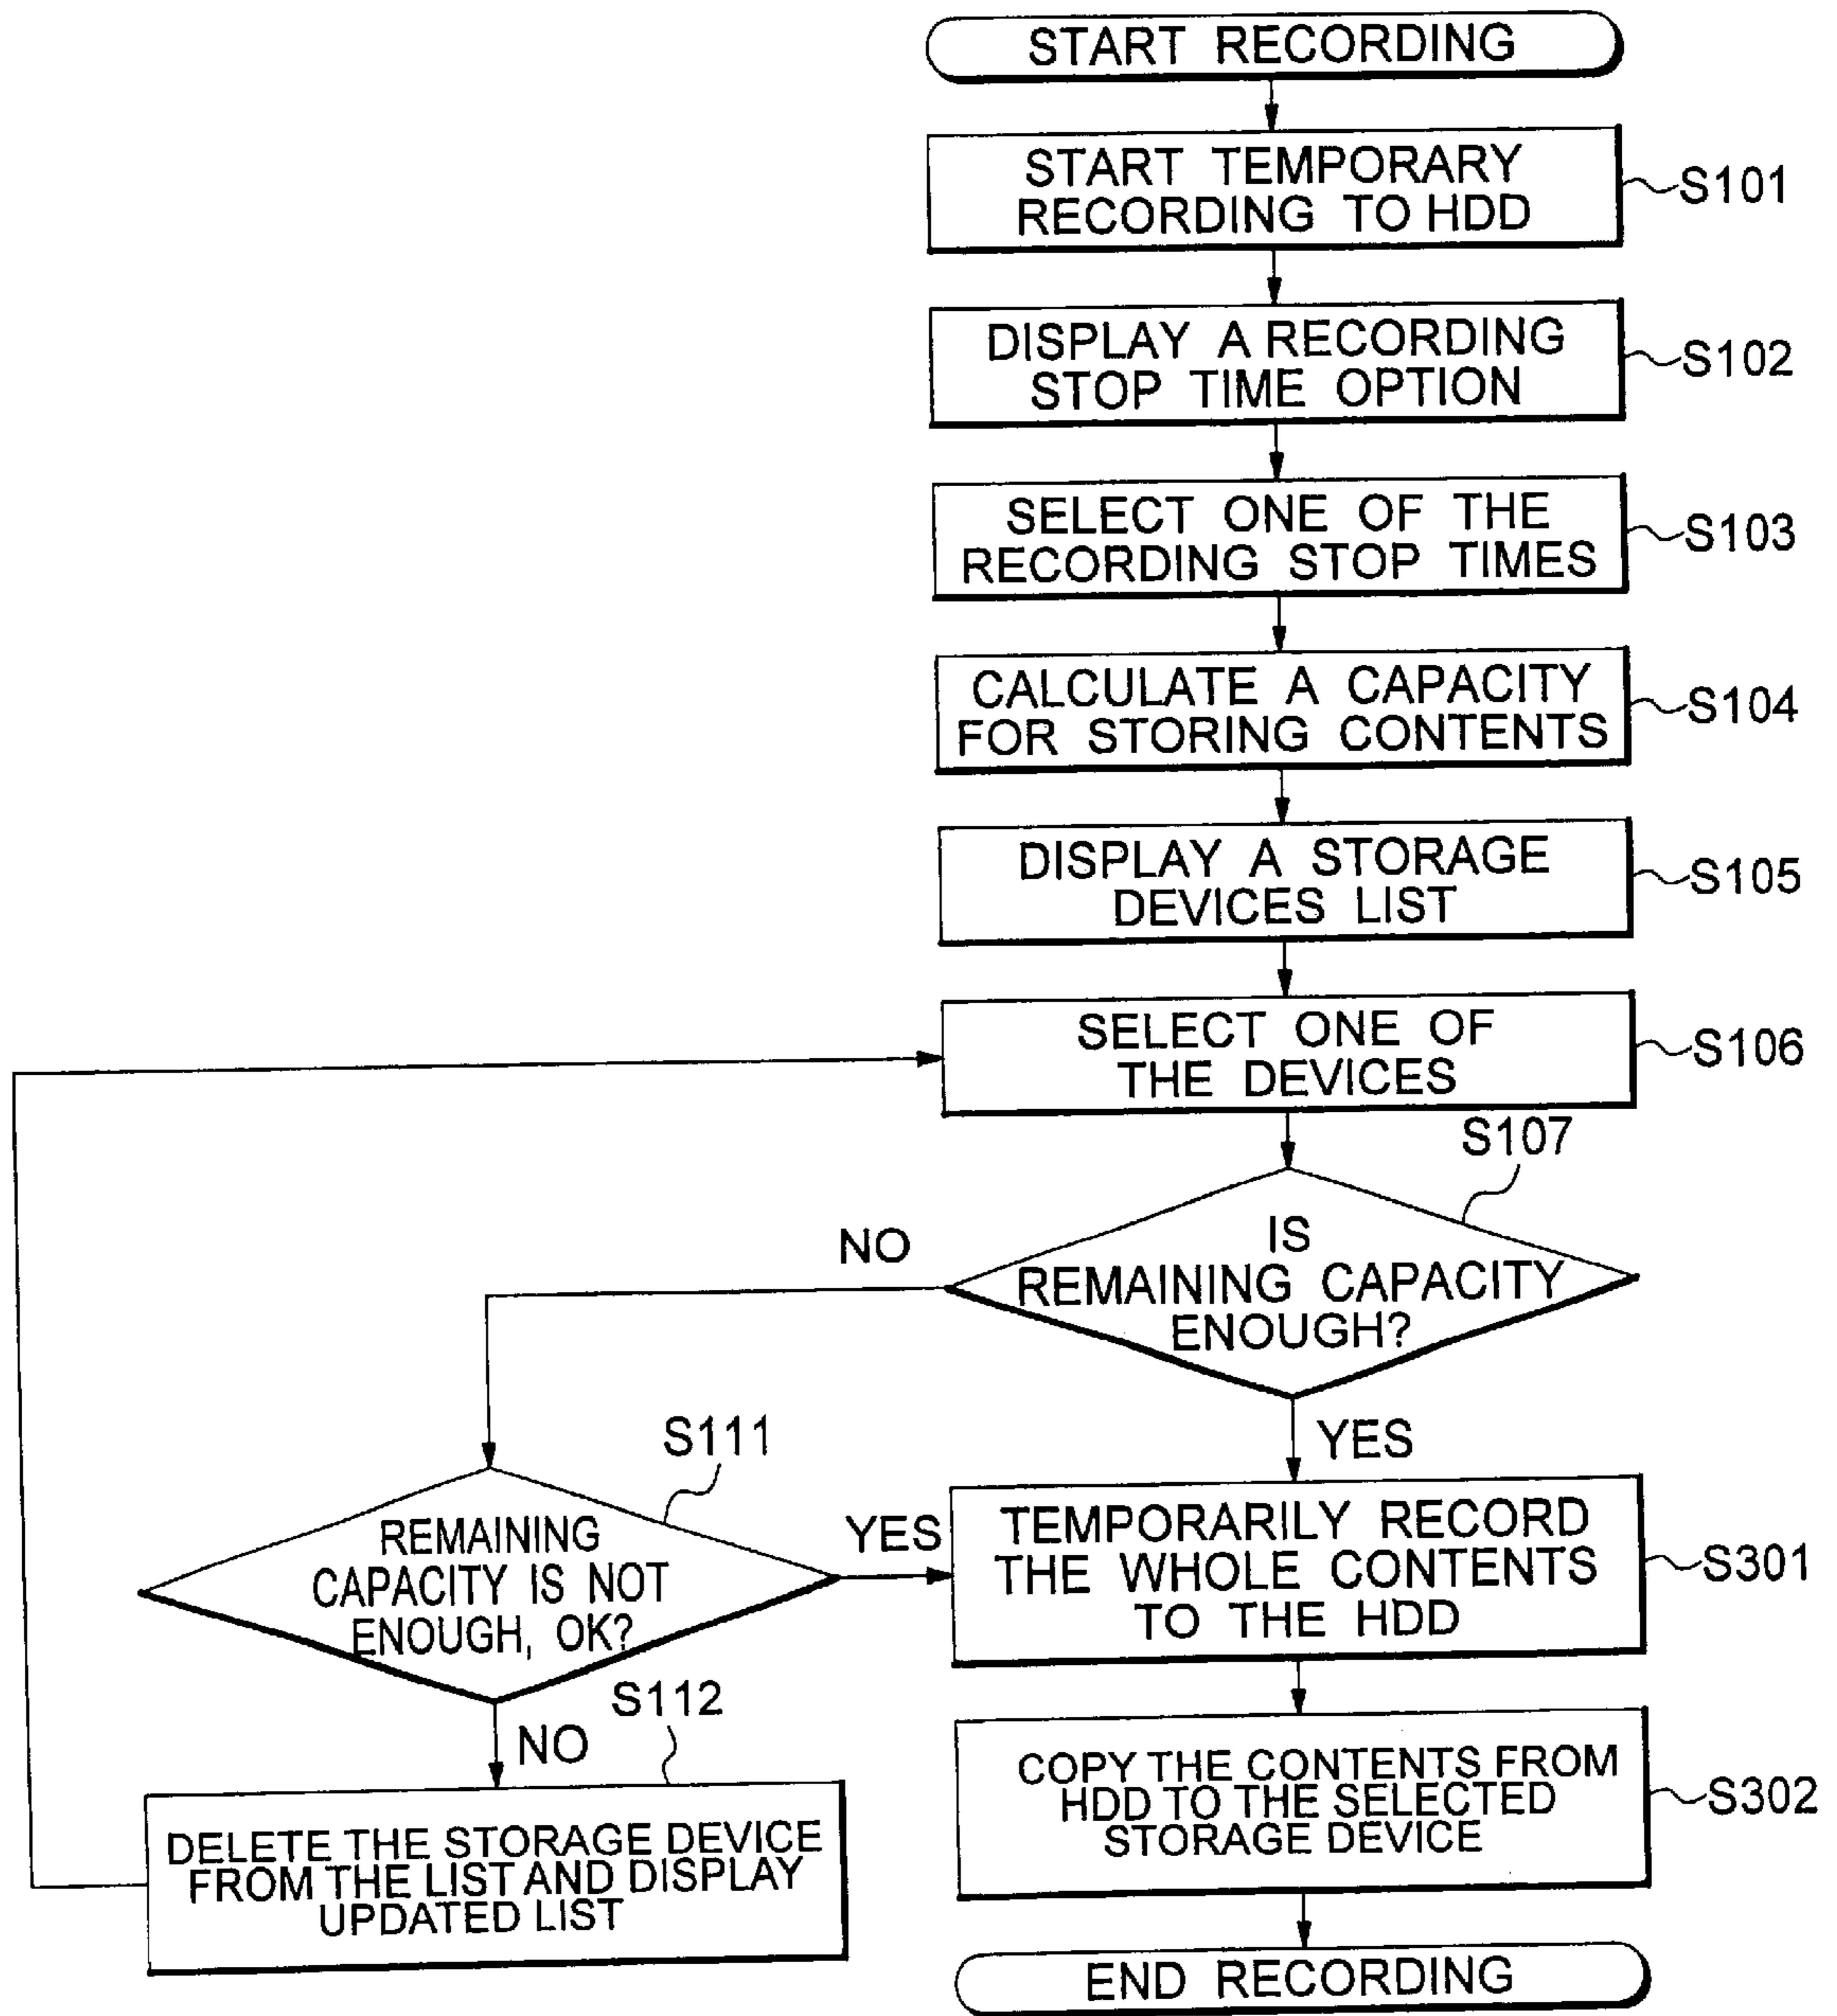 START RECORDING
START TEMPORARY
RECORDING TO HDD
S101
DISPLAY A RECORDING
STOP TIME OPTION
S102
SELECT ONE OF THE
RECORDING STOP TIMES
S103
CALCULATE A CAPACITY
FOR STORING CONTENTS
S104
DISPLAY A STORAGE
DEVICES LIST
S105
SELECT ONE OF
THE DEVICES
S106
S107
IS
REMAINING CAPACITY
ENOUGH?
NO
YES
S111
REMAINING
CAPACITY IS NOT
ENOUGH, OK?
YES
NO
TEMPORARILY RECORD
THE WHOLE CONTENTS
TO THE HDD
S301
S112
DELETE THE STORAGE DEVICE
FROM THE LIST AND DISPLAY
UPDATED LIST
COPY THE CONTENTS FROM
HDD TO THE SELECTED
STORAGE DEVICE
S302
END RECORDING